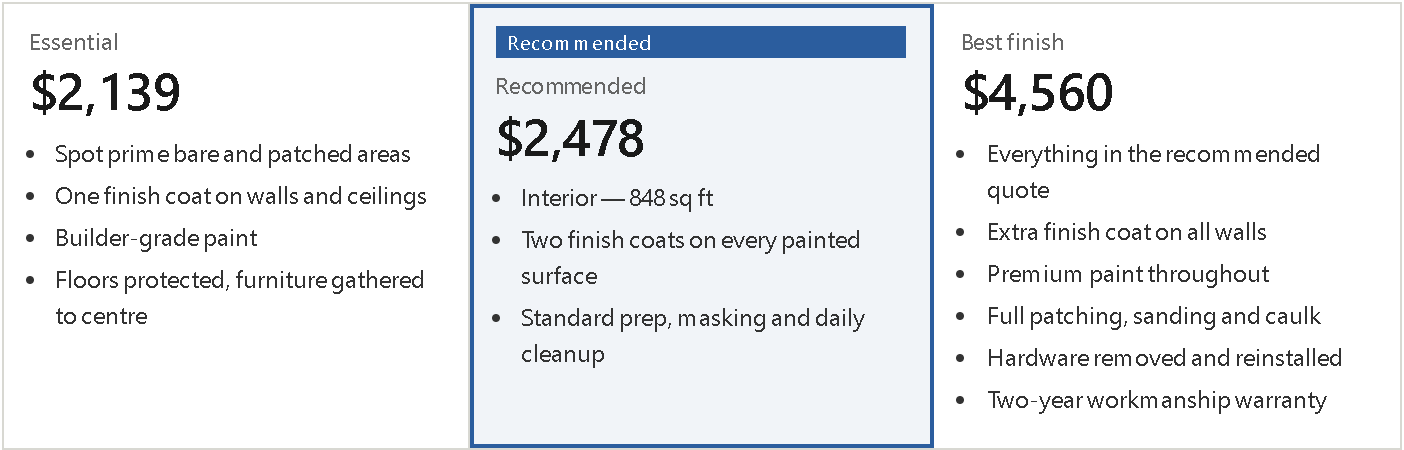 Essential
$2,139
• Spot prime bare and patched areas
• One finish coat on walls and ceilings
• Builder-grade paint
• Floors protected, furniture gathered
to centre
Recommended
Recommended
$2,478
• Interior — 848 sq ft
• Two finish coats on every painted
surface
• Standard prep, masking and daily
cleanup
Best finish
$4,560
• Everything in the recommended
quote
• Extra finish coat on all walls
• Premium paint throughout
• Full patching, sanding and caulk
• Hardware removed and reinstalled
• Two-year workmanship warranty